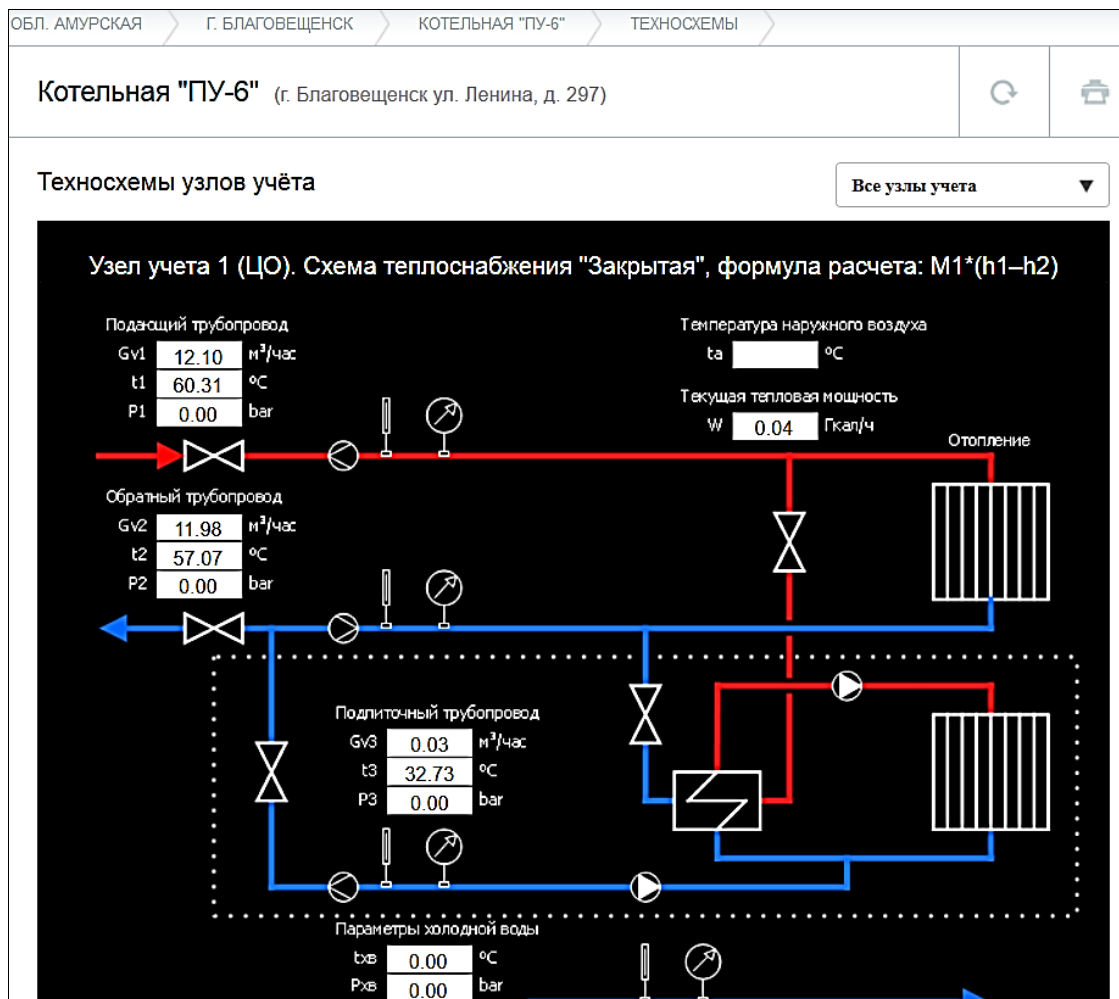 ОБЛ. АМУРСКАЯ Г. БЛАГОВЕЩЕНСК КОТЕЛЬНАЯ "ПУ-6" ТЕХНОСХЕМЫ
Котельная "ПУ-6" (г. Благовещенск ул. Ленина, д. 297)
Техносхемы узлов учёта
Все узлы учета
Узел учета 1 (ЦО). Схема теплоснабжения "Закрытая", формула расчета: M1*(h1–h2)
Подающий трубопровод
Gv1 12.10 м³/час
t1 60.31 ºC
P1 0.00 bar
Температура наружного воздуха
ta ºC
Текущая тепловая мощность
W 0.04 Гкал/ч
Отопление
Обратный трубопровод
Gv2 11.98 м³/час
t2 57.07 ºC
P2 0.00 bar
Подпиточный трубопровод
Gv3 0.03 м³/час
t3 32.73 ºC
P3 0.00 bar
Параметры холодной воды
tхв 0.00 ºC
Pхв 0.00 bar